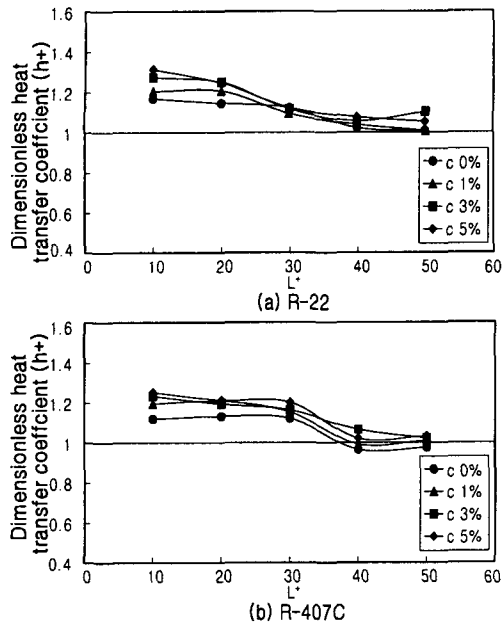 Dimensionless heat
transfer coeffcient (h+)
1.6
1.4
1.2
1
0.8
0.6
0.4
0 10 20 30 40 50 60
L+
c 0%
c 1%
c 3%
c 5%
(a) R-22
Dimensionless heat
transfer coeffcient (h+)
1.6
1.4
1.2
1
0.8
0.6
0.4
0 10 20 30 40 50 60
L+
c 0%
c 1%
c 3%
c 5%
(b) R-407C